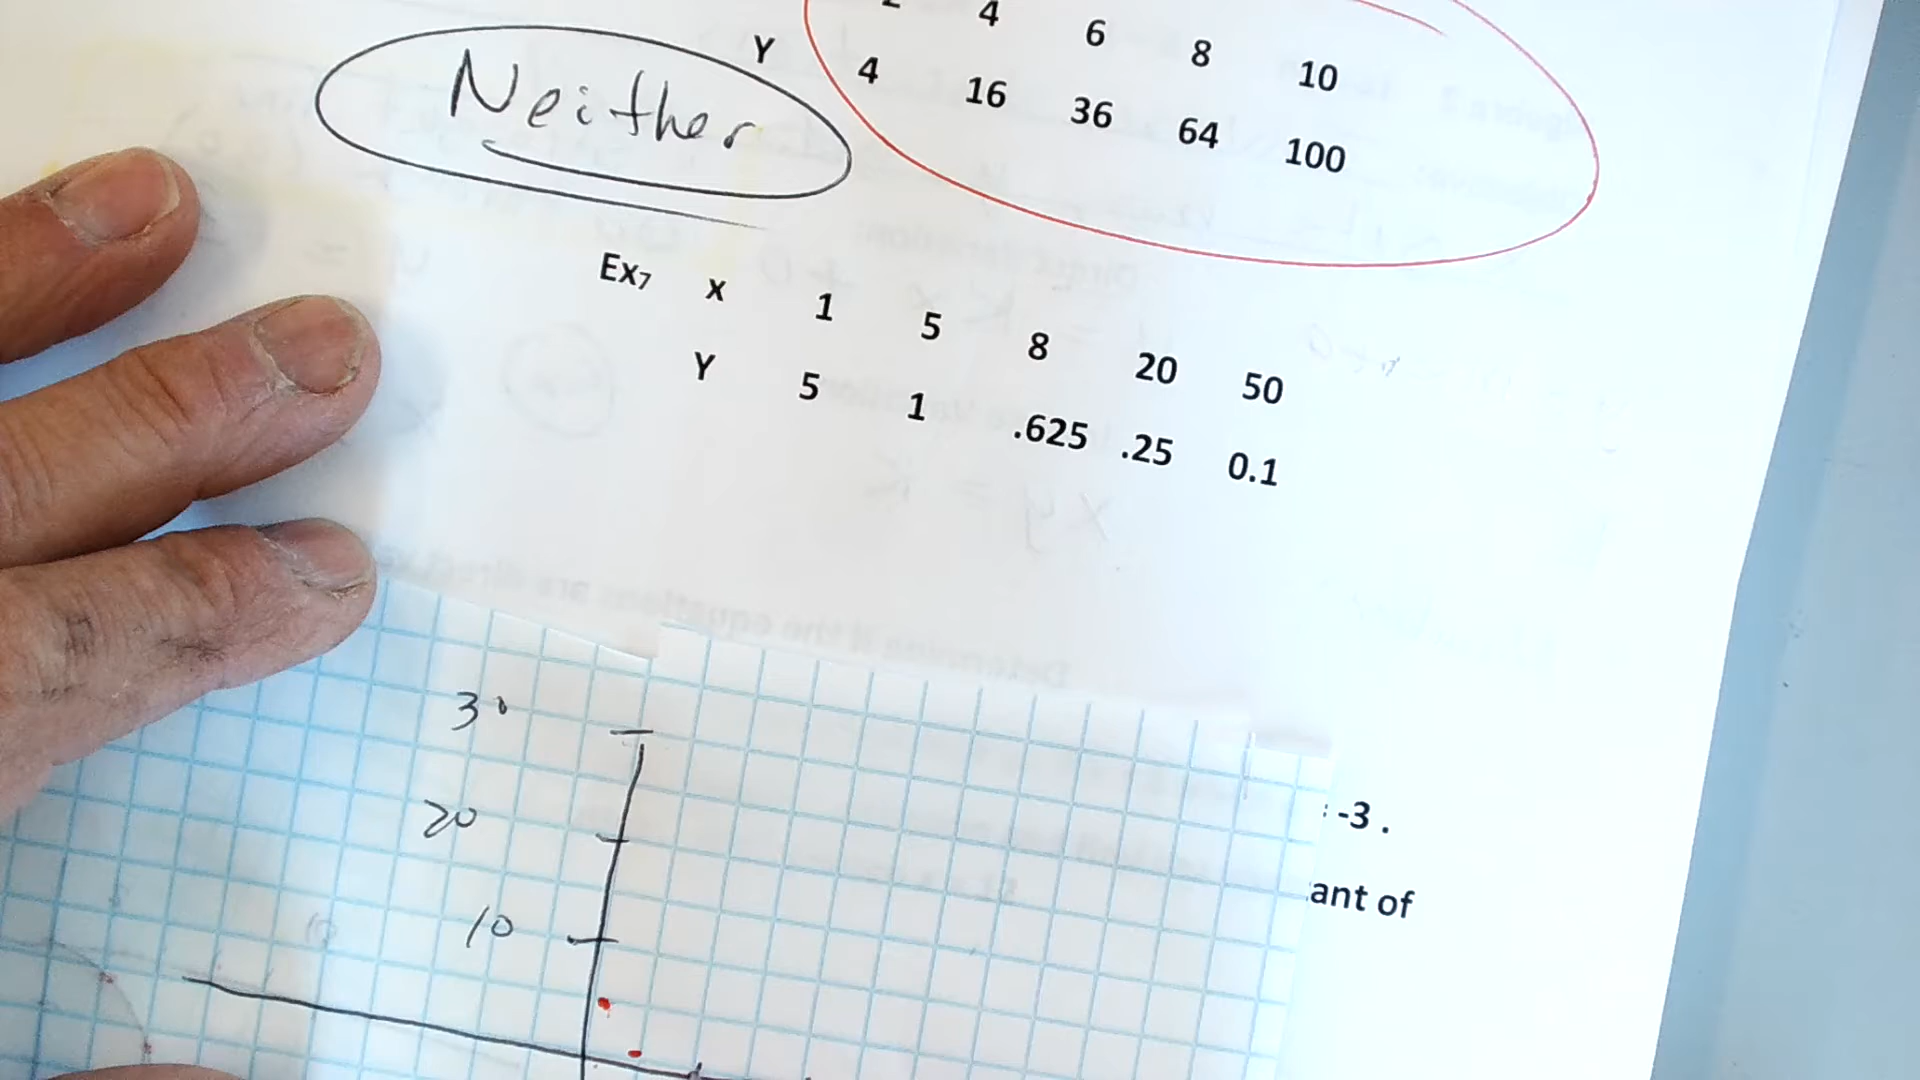 4 6 8 10
Y 4 16 36 64 100
Neither
Ex7 x 1 5 8 20 50
Y 5 1 .625 .25 0.1
30
20
10
-3 .
ant of